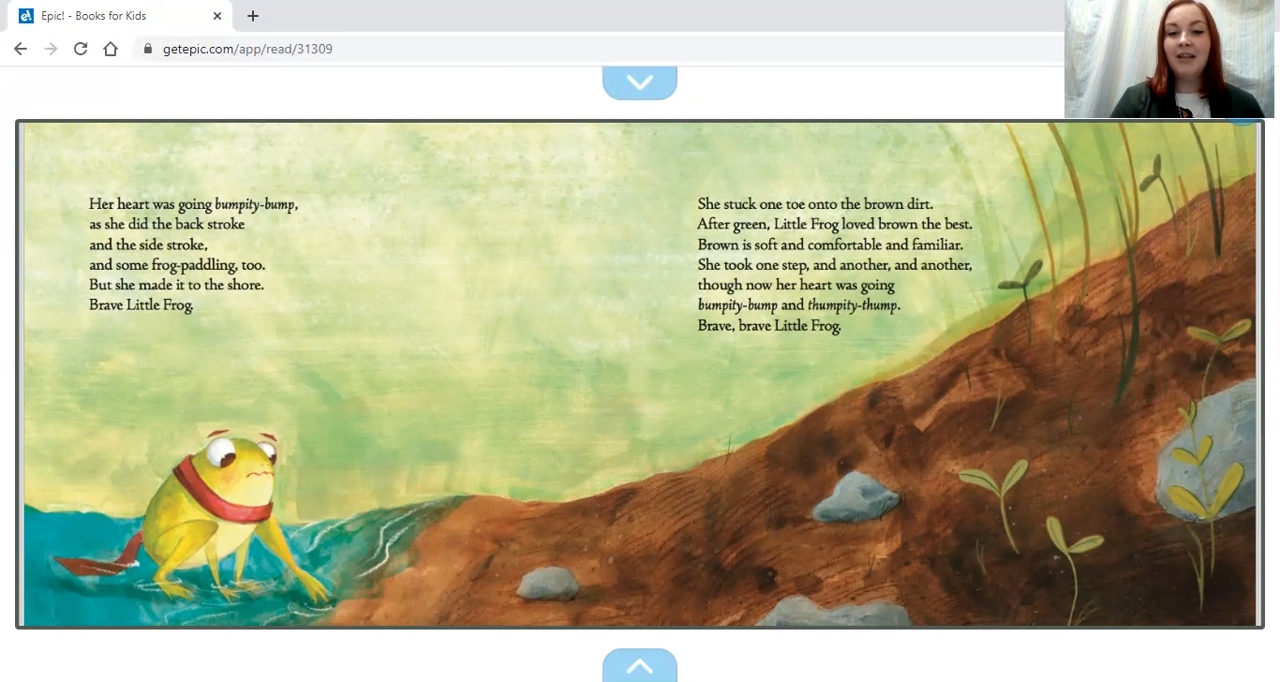 Epic! - Books for Kids
getepic.com/app/read/31309
Her heart was going bumpity-bump,
as she did the back stroke
and the side stroke,
and some frog-paddling, too.
But she made it to the shore.
Brave Little Frog.
She stuck one toe onto the brown dirt.
After green, Little Frog loved brown the best.
Brown is soft and comfortable and familiar.
She took one step, and another, and another,
though now her heart was going
bumpity-bump and thumpity-thump.
Brave, brave Little Frog.